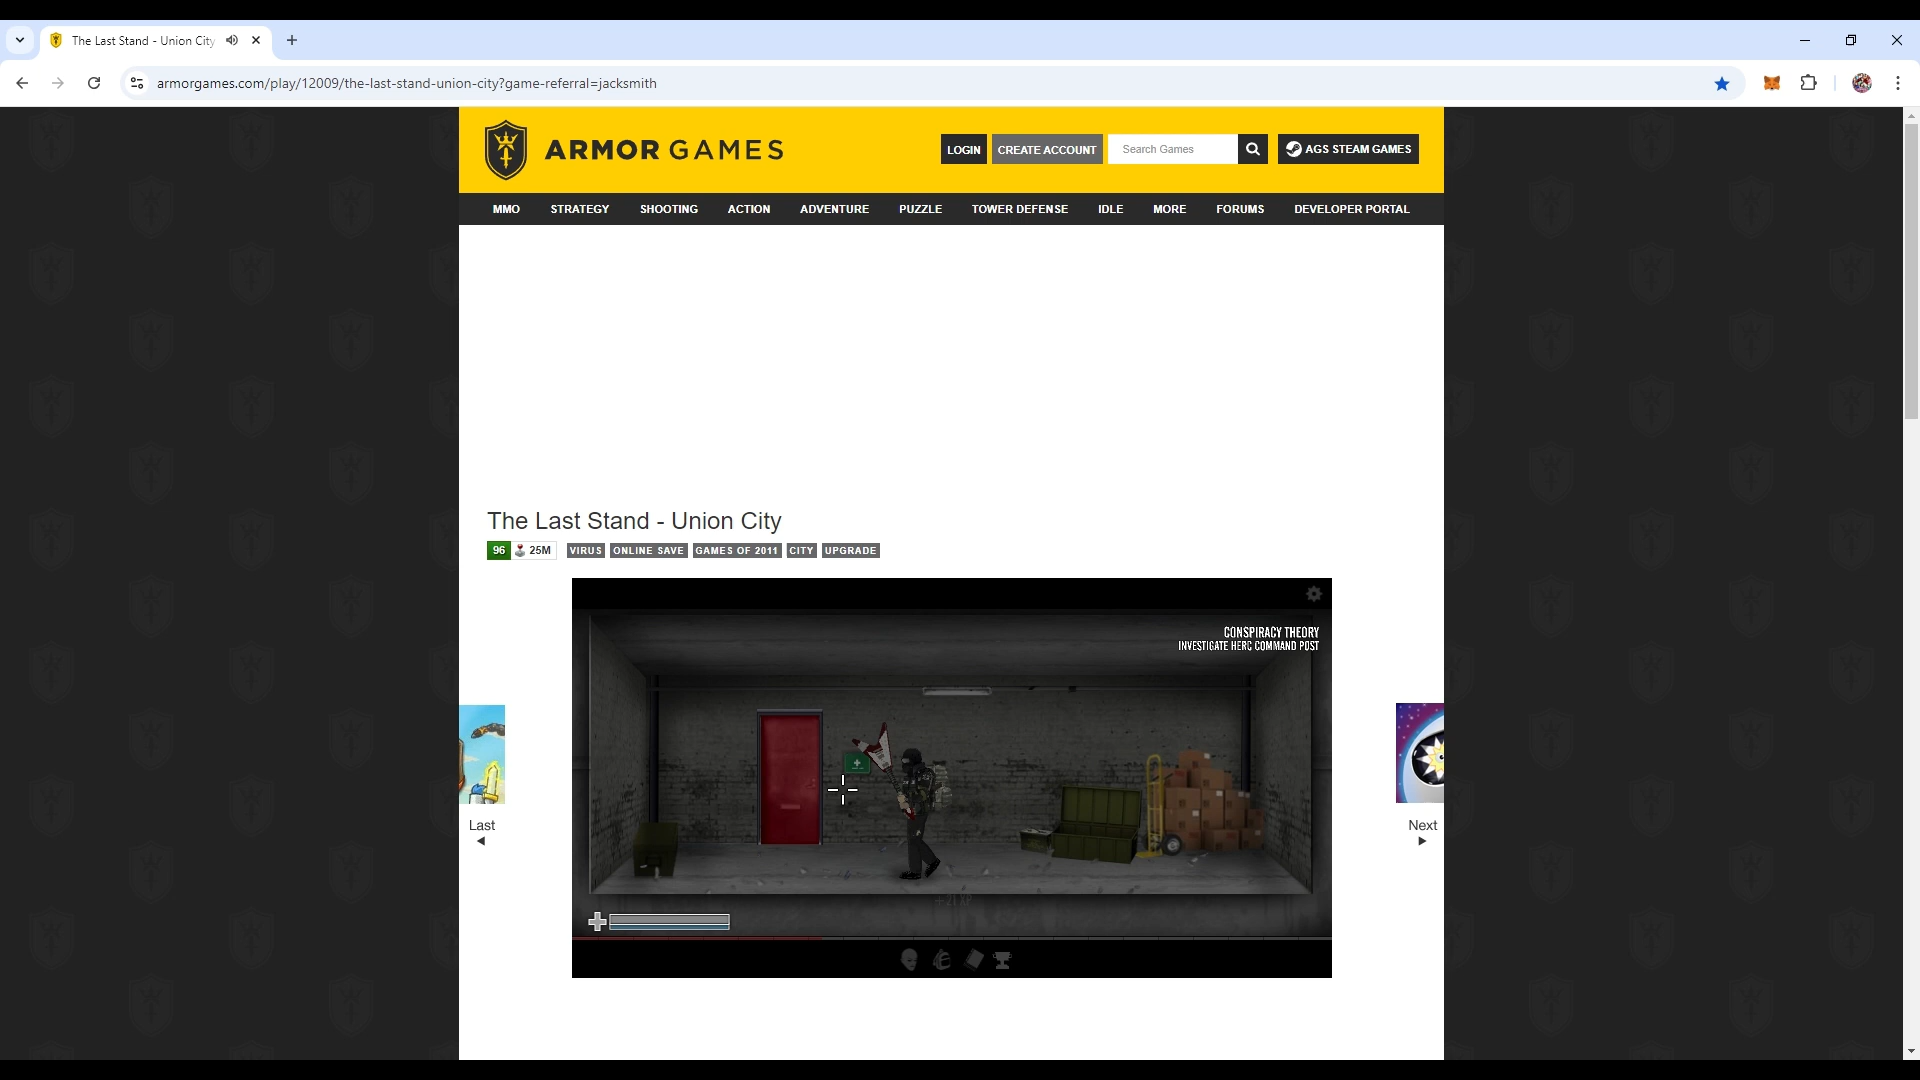 The Last Stand - Union City
armorgames.com/play/12009/the-last-stand-union-city?game-referral=jacksmith
ARMOR GAMES
LOGIN
CREATE ACCOUNT
Search Games
AGS STEAM GAMES
MMO
STRATEGY
SHOOTING
ACTION
ADVENTURE
PUZZLE
TOWER DEFENSE
IDLE
MORE
FORUMS
DEVELOPER PORTAL
The Last Stand - Union City
96
25M
VIRUS
ONLINE SAVE
GAMES OF 2011
CITY
UPGRADE
CONSPIRACY THEORY
INVESTIGATE HERC COMMAND POST
Last
Next